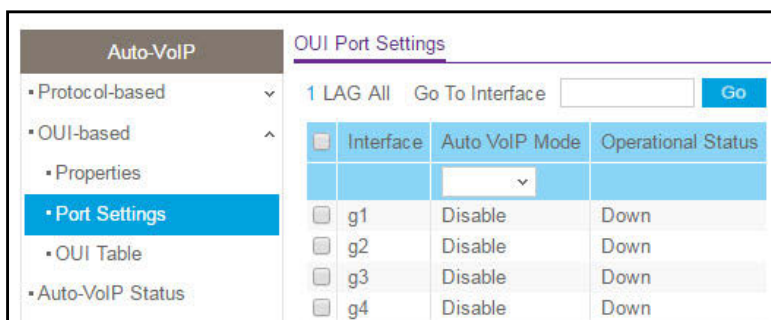 Auto-VoIP
▪ Protocol-based
▪ OUI-based
▪ Properties
▪ Port Settings
▪ OUI Table
▪ Auto-VoIP Status
OUI Port Settings
1 LAG All Go To Interface Go
Interface Auto VoIP Mode Operational Status
g1 Disable Down
g2 Disable Down
g3 Disable Down
g4 Disable Down